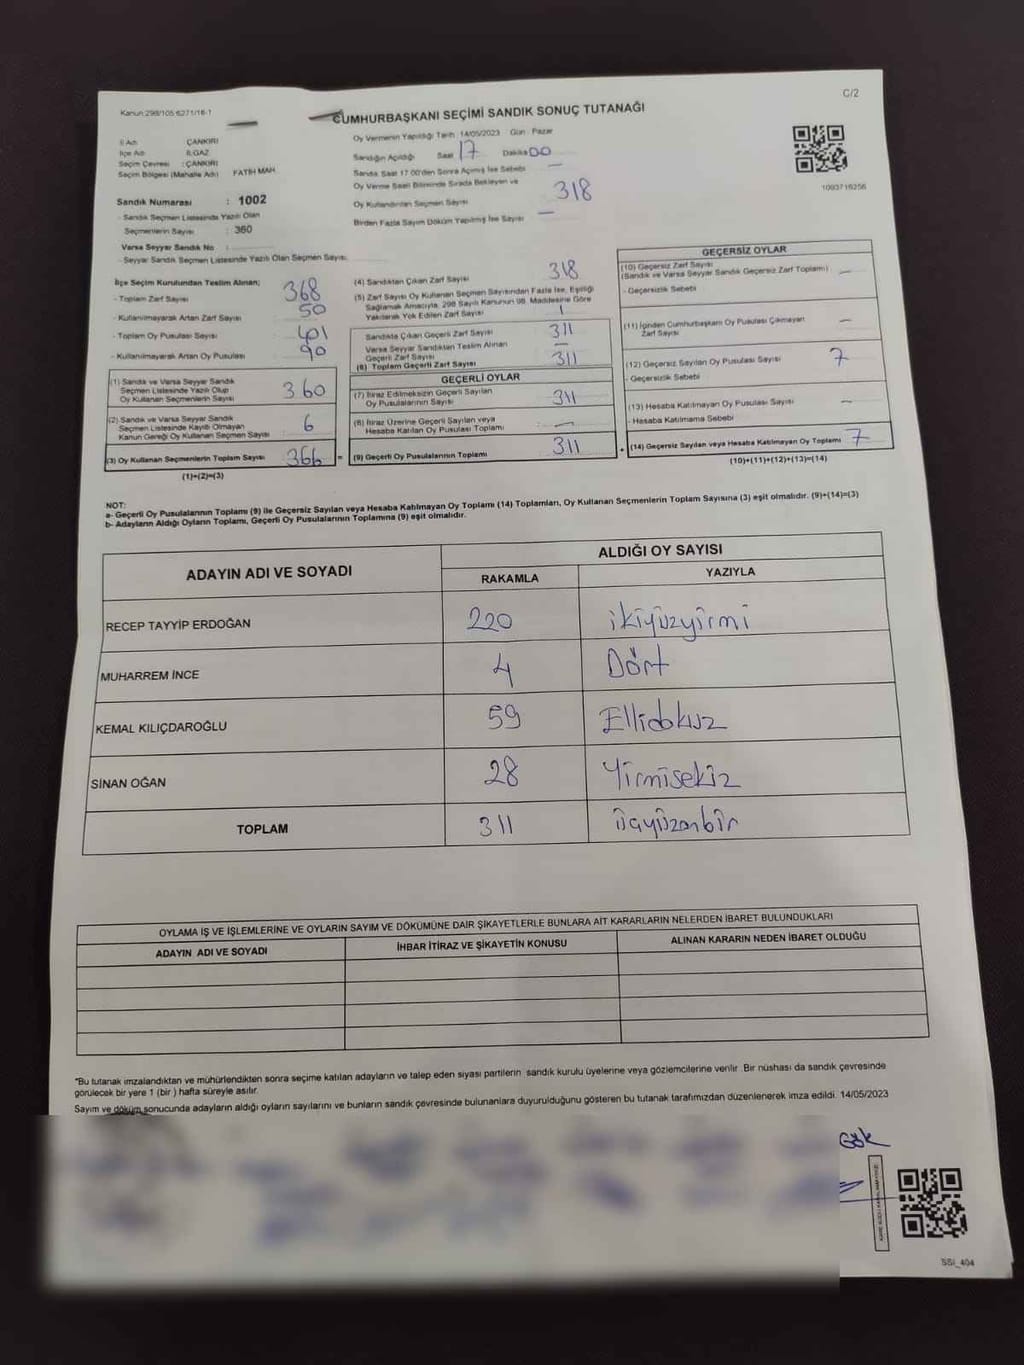 Kanun:298/105 6271/16-1
C/2
CUMHURBAŞKANI SEÇİMİ SANDIK SONUÇ TUTANAĞI
İl Adı ÇANKIRI
İlçe Adı ILGAZ
Seçim Çevresi : ÇANKIRI
Seçim Bölgesi (Mahalle Adı) FATİH MAH.
Sandık Numarası : 1002
- Sandık Seçmen Listesinde Yazılı Olan
Seçmenlerin Sayısı : 360
Varsa Seyyar Sandık No :
- Seyyar Sandık Seçmen Listesinde Yazılı Olan Seçmen Sayısı:
Oy Vermenin Yapıldığı Tarih :14/05/2023 Gün : Pazar
Sandığın Açıldığı Saat 17 Dakika 00
Sandık Saat 17:00'den Sonra Açılmış İse Sebebi —
Oy Verme Saati Bitiminde Sırada Bekleyen ve
Oy Kullandırılan Seçmen Sayısı 318
Birden Fazla Sayım Döküm Yapılmış İse Sayısı —
1093716256
İlçe Seçim Kurulundan Teslim Alınan;
- Toplam Zarf Sayısı 368
- Kullanılmayarak Artan Zarf Sayısı 50
- Toplam Oy Pusulası Sayısı 401
- Kullanılmayarak Artan Oy Pusulası 90
(1) Sandık ve Varsa Seyyar Sandık
Seçmen Listesinde Yazılı Olup
Oy Kullanan Seçmenlerin Sayısı 360
(2) Sandık ve Varsa Seyyar Sandık
Seçmen Listesinde Kayıtlı Olmayan
Kanun Gereği Oy Kullanan Seçmen Sayısı 6
(3) Oy Kullanan Seçmenlerin Toplam Sayısı 366
(1)+(2)=(3)
=
(4) Sandıktan Çıkan Zarf Sayısı 318
(5) Zarf Sayısı Oy Kullanan Seçmen Sayısından Fazla İse, Eşitliği
Sağlamak Amacıyla, 298 Sayılı Kanunun 98. Maddesine Göre
Yakılarak Yok Edilen Zarf Sayısı
Sandıkta Çıkan Geçerli Zarf Sayısı 311
Varsa Seyyar Sandıktan Teslim Alınan
Geçerli Zarf Sayısı —
(6) Toplam Geçerli Zarf Sayısı 311
GEÇERLİ OYLAR
(7) İtiraz Edilmeksizin Geçerli Sayılan
Oy Pusulalarının Sayısı 311
(8) İtiraz Üzerine Geçerli Sayılan veya
Hesaba Katılan Oy Pusulası Toplamı —
(9) Geçerli Oy Pusulalarının Toplamı 311
+
GEÇERSİZ OYLAR
(10) Geçersiz Zarf Sayısı
(Sandık ve Varsa Seyyar Sandık Geçersiz Zarf Toplamı) —
- Geçersizlik Sebebi
(11) İçinden Cumhurbaşkanı Oy Pusulası Çıkmayan
Zarf Sayısı —
(12) Geçersiz Sayılan Oy Pusulası Sayısı 7
- Geçersizlik Sebebi
(13) Hesaba Katılmayan Oy Pusulası Sayısı —
- Hesaba Katılmama Sebebi
(14) Geçersiz Sayılan veya Hesaba Katılmayan Oy Toplamı 7
(10)+(11)+(12)+(13)=(14)
NOT:
a- Geçerli Oy Pusulalarının Toplamı (9) ile Geçersiz Sayılan veya Hesaba Katılmayan Oy Toplamı (14) Toplamları, Oy Kullanan Seçmenlerin Toplam Sayısına (3) eşit olmalıdır. (9)+(14)=(3)
b- Adayların Aldığı Oyların Toplamı, Geçerli Oy Pusulalarının Toplamına (9) eşit olmalıdır.
ADAYIN ADI VE SOYADI
ALDIĞI OY SAYISI
RAKAMLA YAZIYLA
RECEP TAYYİP ERDOĞAN 220 ikiyüzyirmi
MUHARREM İNCE 4 Dört
KEMAL KILIÇDAROĞLU 59 Ellidokuz
SİNAN OĞAN 28 Yirmisekiz
TOPLAM 311 üçyüzonbir
OYLAMA İŞ VE İŞLEMLERİNE VE OYLARIN SAYIM VE DÖKÜMÜNE DAİR ŞİKAYETLERLE BUNLARA AİT KARARLARIN NELERDEN İBARET BULUNDUKLARI
ADAYIN ADI VE SOYADI İHBAR İTİRAZ VE ŞİKAYETİN KONUSU ALINAN KARARIN NEDEN İBARET OLDUĞU
*Bu tutanak imzalandıktan ve mühürlendikten sonra seçime katılan adayların ve talep eden siyasi partilerin sandık kurulu üyelerine veya gözlemcilerine verilir. Bir nüshası da sandık çevresinde
görülecek bir yere 1 (bir ) hafta süreyle asılır.
Sayım ve döküm sonucunda adayların aldığı oyların sayılarını ve bunların sandık çevresinde bulunanlara duyurulduğunu gösteren bu tutanak tarafımızdan düzenlenerek imza edildi. 14/05/2023
Gök
SSİ_404